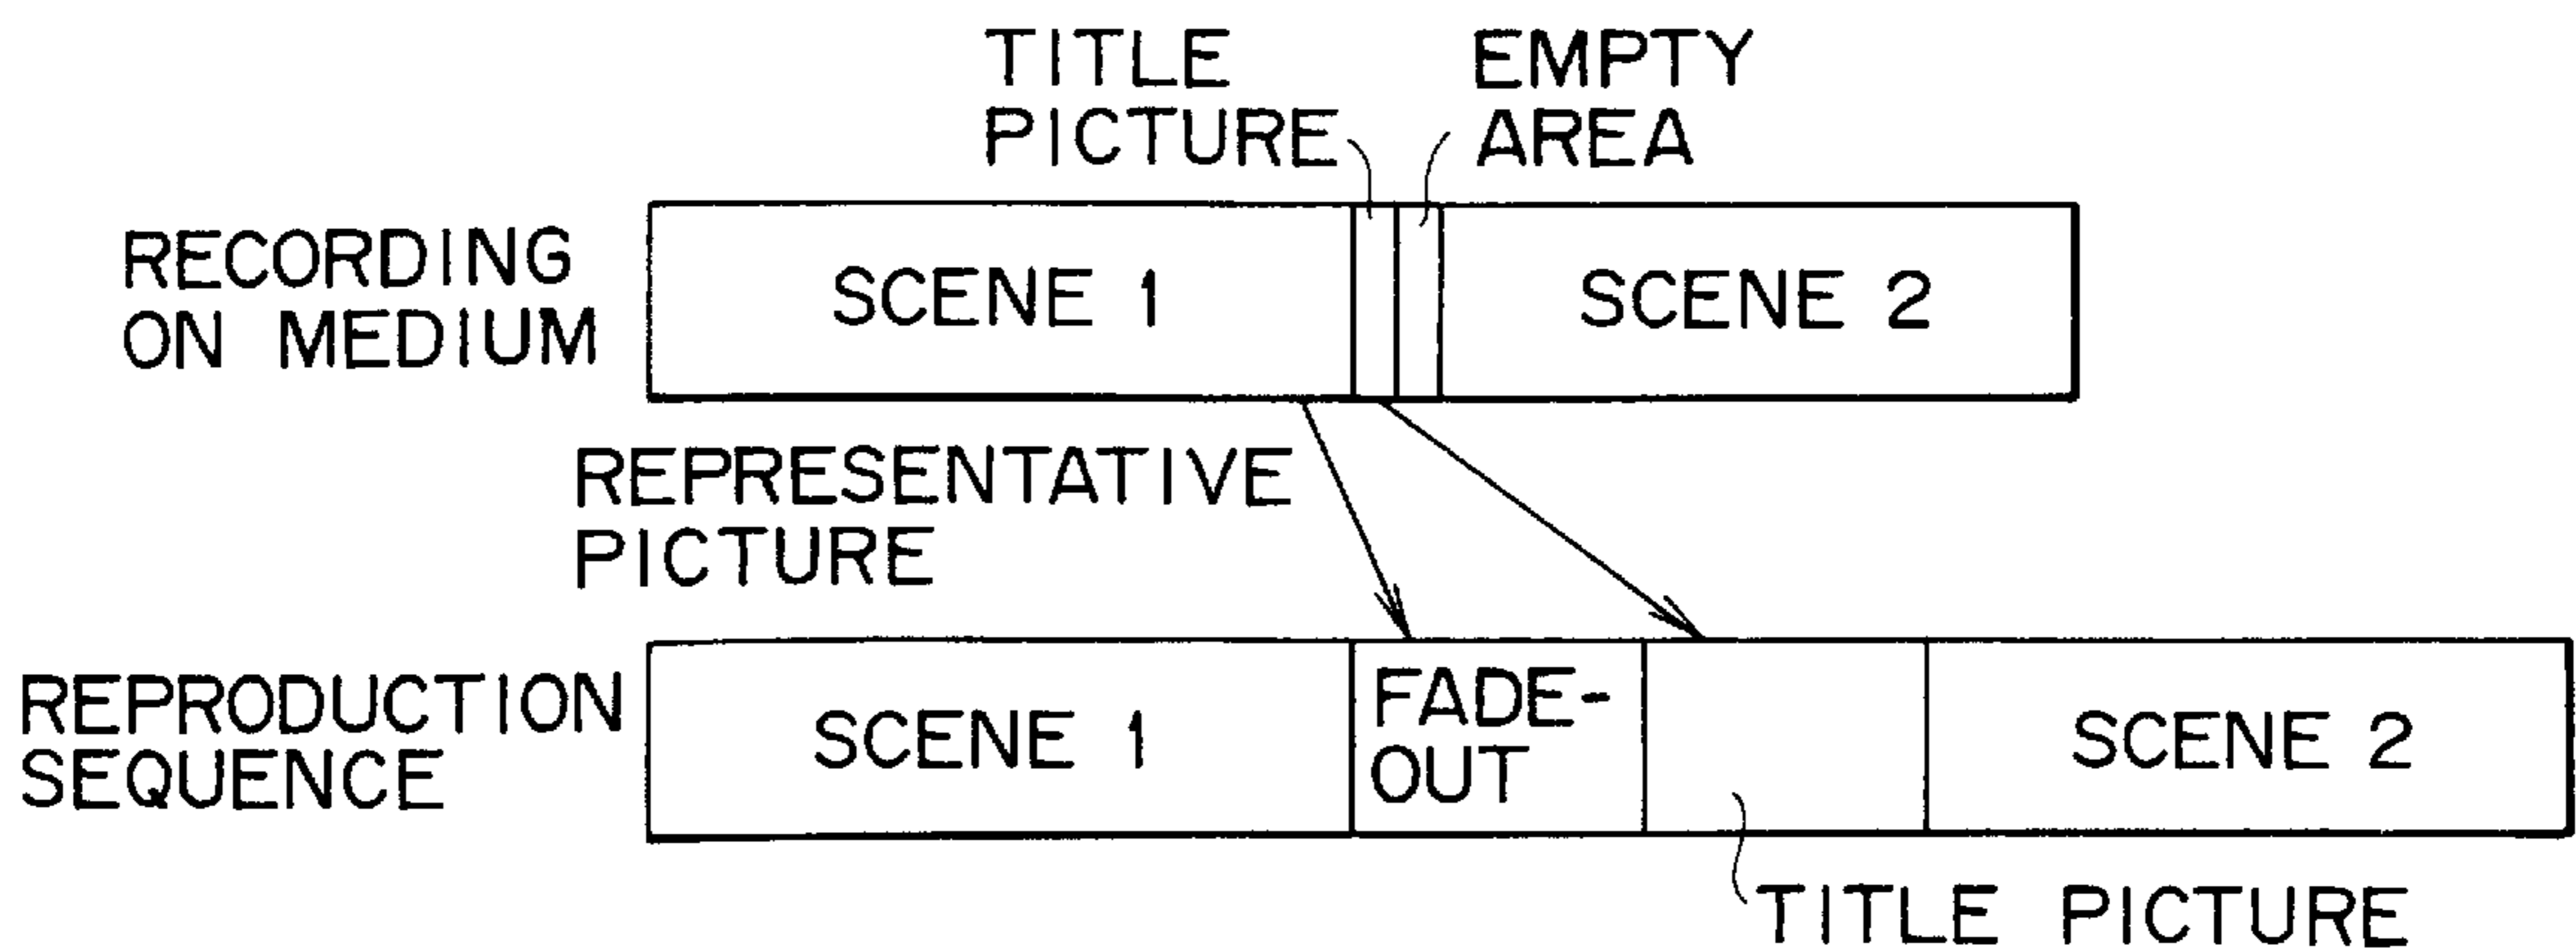 TITLE
PICTURE
EMPTY
AREA
RECORDING
ON MEDIUM
SCENE 1
SCENE 2
REPRESENTATIVE
PICTURE
REPRODUCTION
SEQUENCE
SCENE 1
FADE-
OUT
SCENE 2
TITLE PICTURE